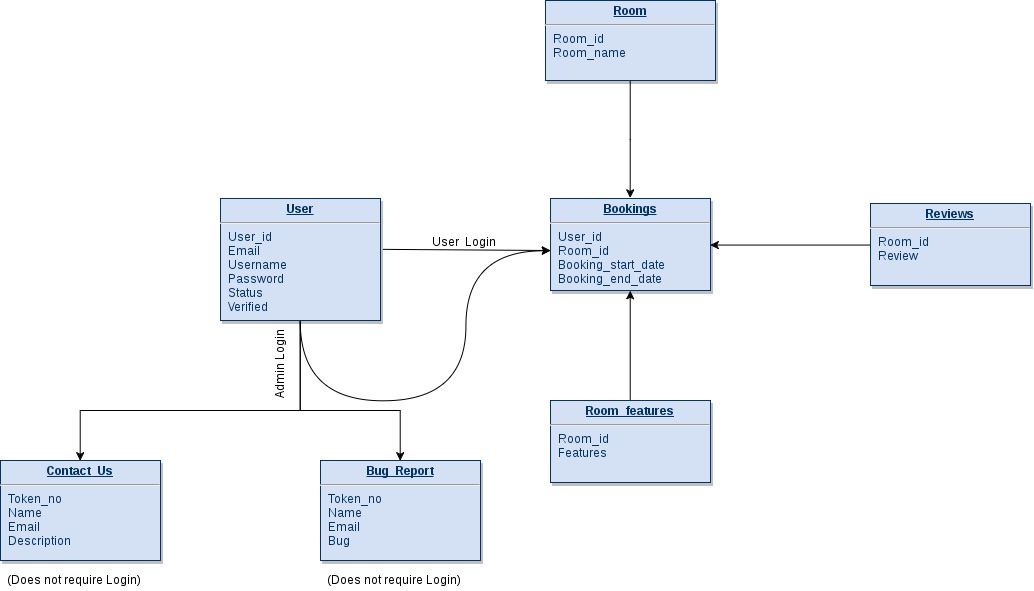 Room
Room_id
Room_name
User
User_id
Email
Username
Password
Status
Verified
User Login
Bookings
User_id
Room_id
Booking_start_date
Booking_end_date
Reviews
Room_id
Review
Admin Login
Room_features
Room_id
Features
Contact_Us
Token_no
Name
Email
Description
(Does not require Login)
Bug_Report
Token_no
Name
Email
Bug
(Does not require Login)